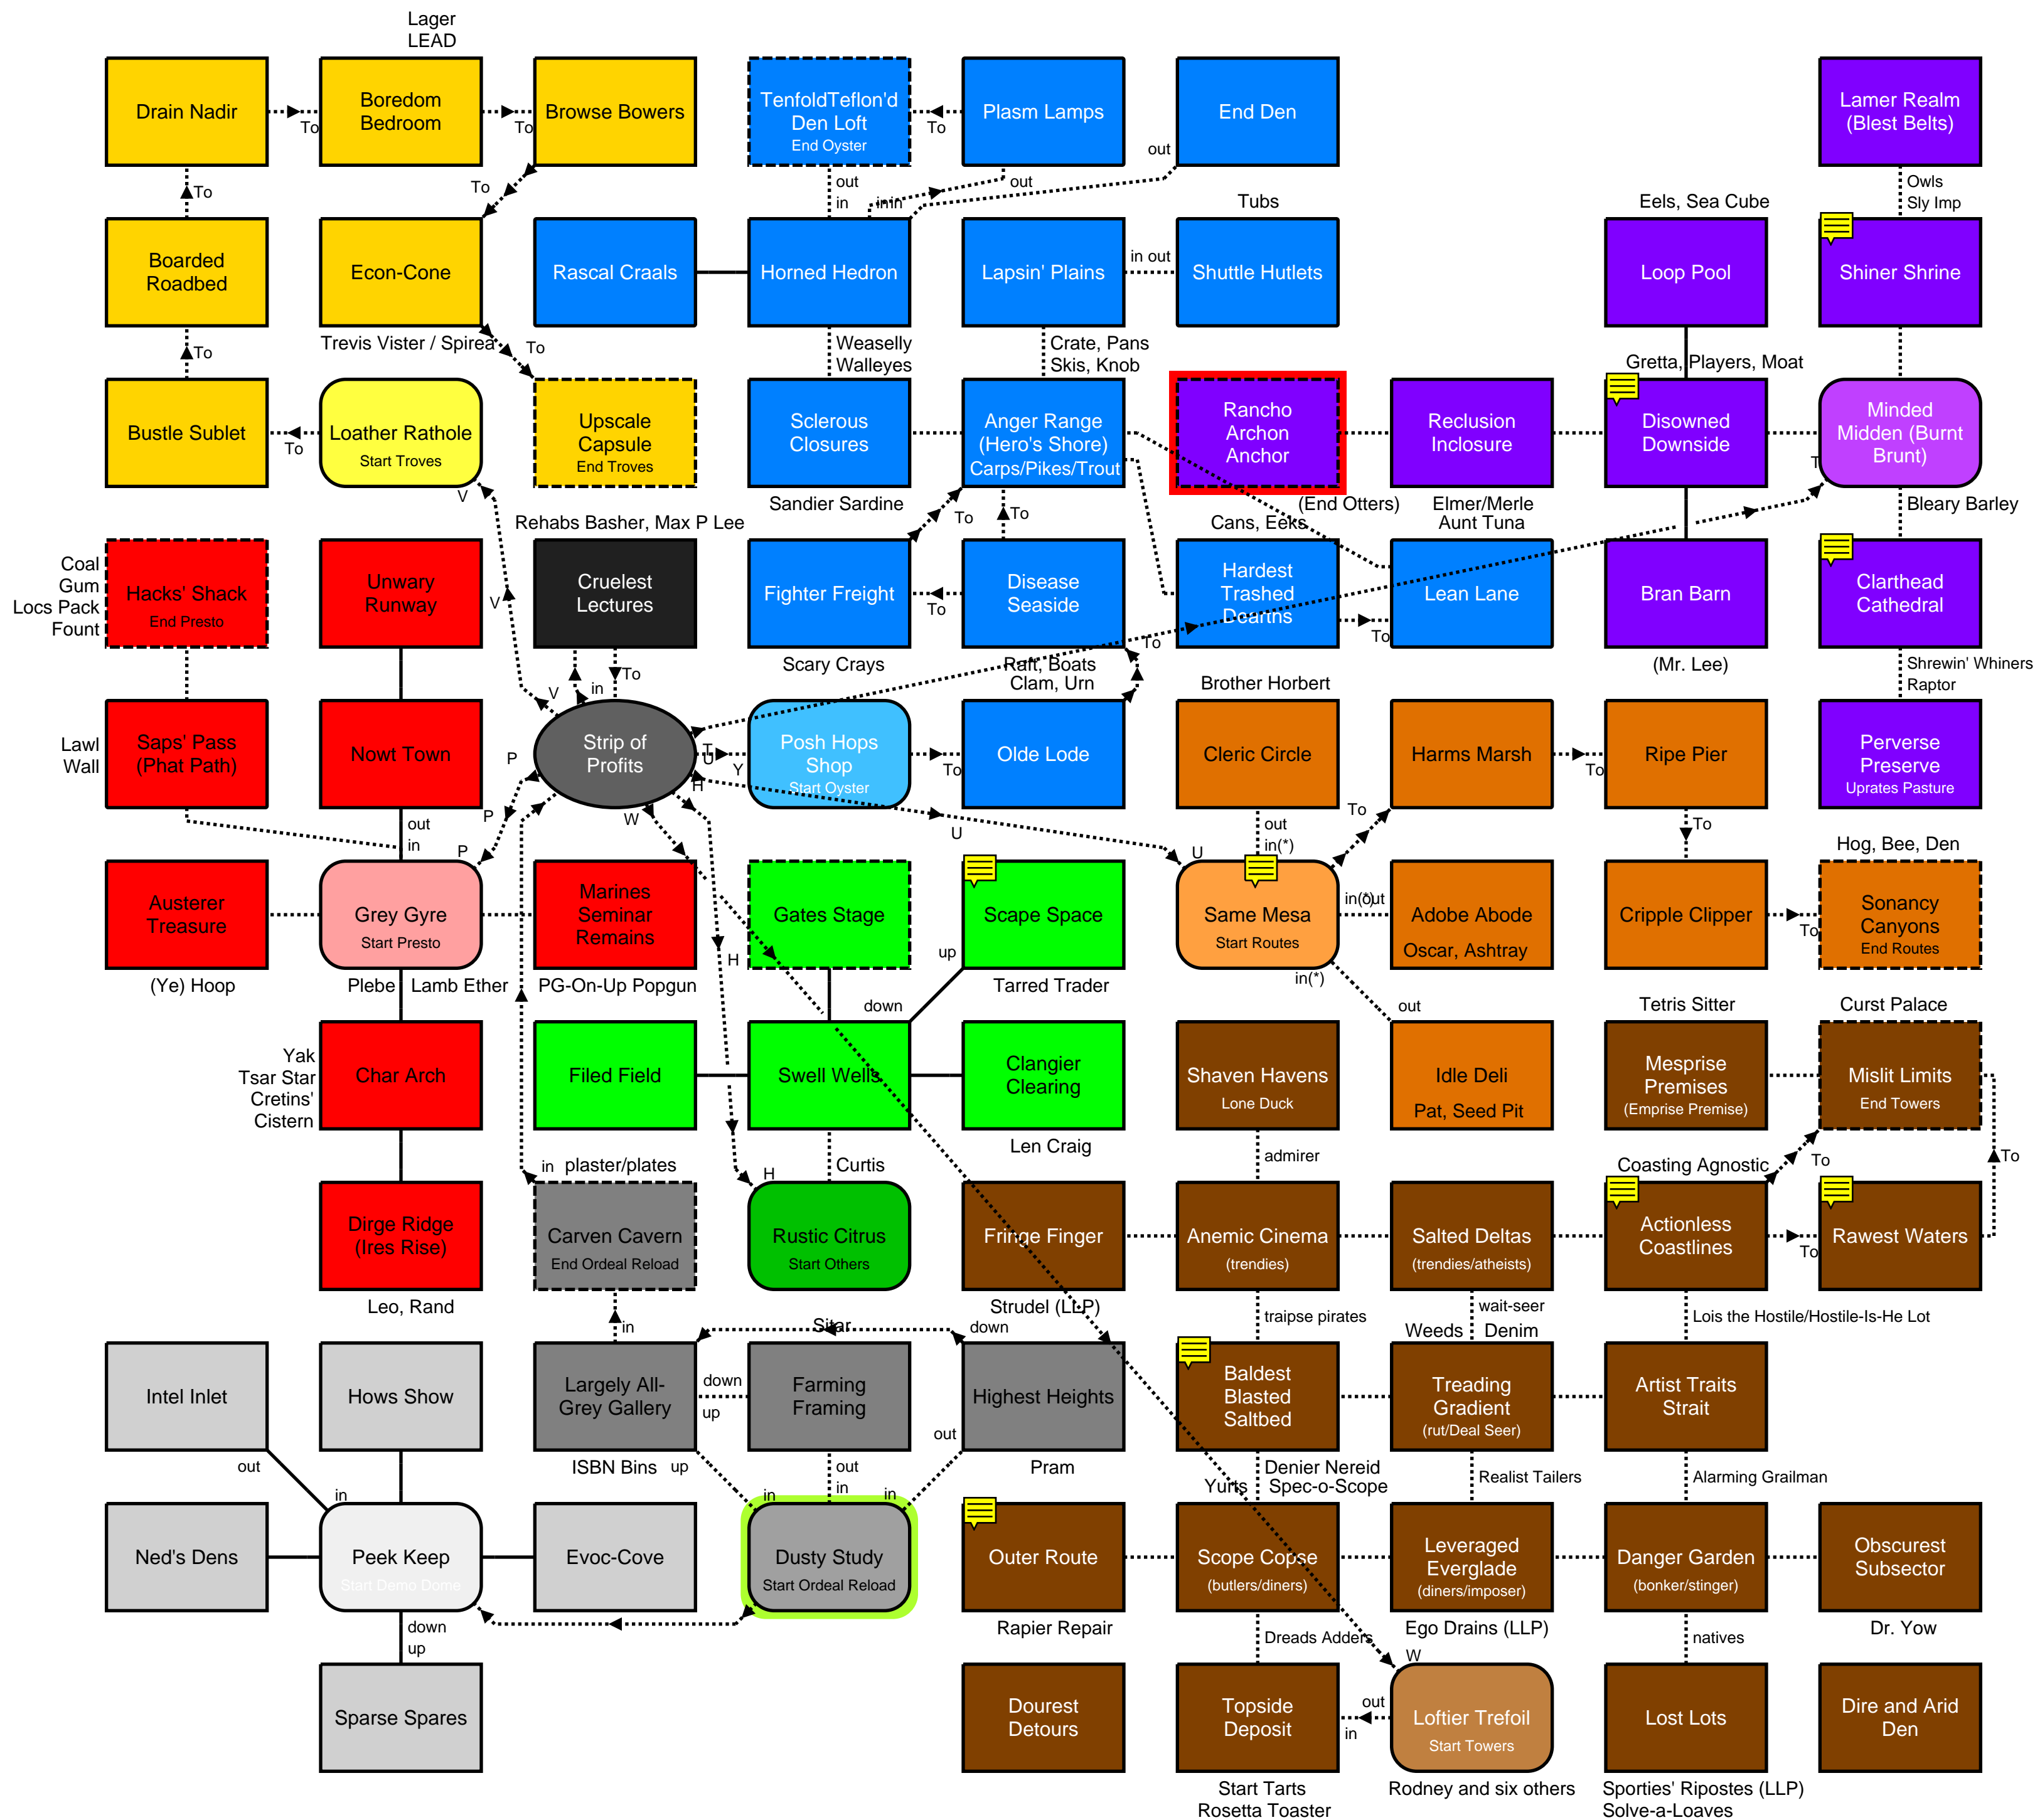 Lager
LEAD
Drain Nadir
To
Boredom
Bedroom
To
Browse Bowers
TenfoldTeflon'd
Den Loft
End Oyster
To
Plasm Lamps
End Den
Lamer Realm
(Blest Belts)
To
To
out
in
out
in
in
out
Owls
Sly Imp
Tubs
Eels, Sea Cube
Boarded
Roadbed
Econ-Cone
Rascal Craals
Horned Hedron
Lapsin' Plains
in out
Shuttle Hutlets
Loop Pool
Shiner Shrine
To
Trevis Vister / Spirea
To
Weaselly
Walleyes
Crate, Pans
Skis, Knob
Gretta, Players, Moat
Bustle Sublet
To
Loather Rathole
Start Troves
Upscale
Capsule
End Troves
Sclerous
Closures
Anger Range
(Hero's Shore)
Carps/Pikes/Trout
Rancho
Archon
Anchor
Reclusion
Inclosure
Disowned
Downside
Minded
Midden (Burnt
Brunt)
T
V
Sandier Sardine
(End Otters)
Elmer/Merle
Aunt Tuna
Bleary Barley
Rehabs Basher, Max P Lee
To
To
Cans, Eeks
Coal
Gum
Locs Pack
Fount
Hacks' Shack
End Presto
Unwary
Runway
V
Cruelest
Lectures
Fighter Freight
To
Disease
Seaside
Hardest
Trashed
Dearths
To
Lean Lane
Bran Barn
Clarthead
Cathedral
To
in
V
Scary Crays
Raft, Boats
Clam, Urn
To
Brother Horbert
(Mr. Lee)
Shrewin' Whiners
Raptor
Lawl
Wall
Saps' Pass
(Phat Path)
Nowt Town
P
Strip of
Profits
T
U
Y
H
W
Posh Hops
Shop
Start Oyster
To
Olde Lode
Cleric Circle
Harms Marsh
To
Ripe Pier
Perverse
Preserve
Uprates Pasture
out
in
P
P
U
out
in(*)
U
To
To
Hog, Bee, Den
Austerer
Treasure
Grey Gyre
Start Presto
Marines
Seminar
Remains
H
Gates Stage
Scape Space
Same Mesa
Start Routes
in(*)
out
Adobe Abode
Oscar, Ashtray
Cripple Clipper
To
Sonancy
Canyons
End Routes
(Ye) Hoop
Plebe
Lamb Ether
PG-On-Up Popgun
up
down
Tarred Trader
in(*)
out
Tetris Sitter
Curst Palace
Yak
Tsar Star
Cretins'
Cistern
Char Arch
Filed Field
Swell Wells
Clangier
Clearing
Shaven Havens
Lone Duck
Idle Deli
Pat, Seed Pit
Mesprise
Premises
(Emprise Premise)
Mislit Limits
End Towers
in
plaster/plates
H
Curtis
Len Craig
admirer
Coasting Agnostic
To
To
Dirge Ridge
(Ires Rise)
Carven Cavern
End Ordeal Reload
Rustic Citrus
Start Others
Fringe Finger
Anemic Cinema
(trendies)
Salted Deltas
(trendies/atheists)
Actionless
Coastlines
To
Rawest Waters
Leo, Rand
in
Sitar
down
Strudel (LLP)
traipse pirates
wait-seer
Weeds
Denim
Lois the Hostile/Hostile-Is-He Lot
Intel Inlet
Hows Show
Largely All-
Grey Gallery
down
up
Farming
Framing
Highest Heights
Baldest
Blasted
Saltbed
Treading
Gradient
(rut/Deal Seer)
Artist Traits
Strait
out
in
ISBN Bins
up
in
out
in
in
out
Pram
Yurts
Denier Nereid
Spec-o-Scope
Realist Tailers
Alarming Grailman
Ned's Dens
Peek Keep
Start Demo Dome
Evoc-Cove
Dusty Study
Start Ordeal Reload
Outer Route
Scope Copse
(butlers/diners)
Leveraged
Everglade
(diners/imposer)
Danger Garden
(bonker/stinger)
Obscurest
Subsector
down
up
Rapier Repair
Dreads Adders
Ego Drains (LLP)
W
natives
Dr. Yow
Sparse Spares
Dourest
Detours
Topside
Deposit
out
in
Loftier Trefoil
Start Towers
Lost Lots
Dire and Arid
Den
Start Tarts
Rosetta Toaster
Rodney and six others
Sporties' Ripostes (LLP)
Solve-a-Loaves